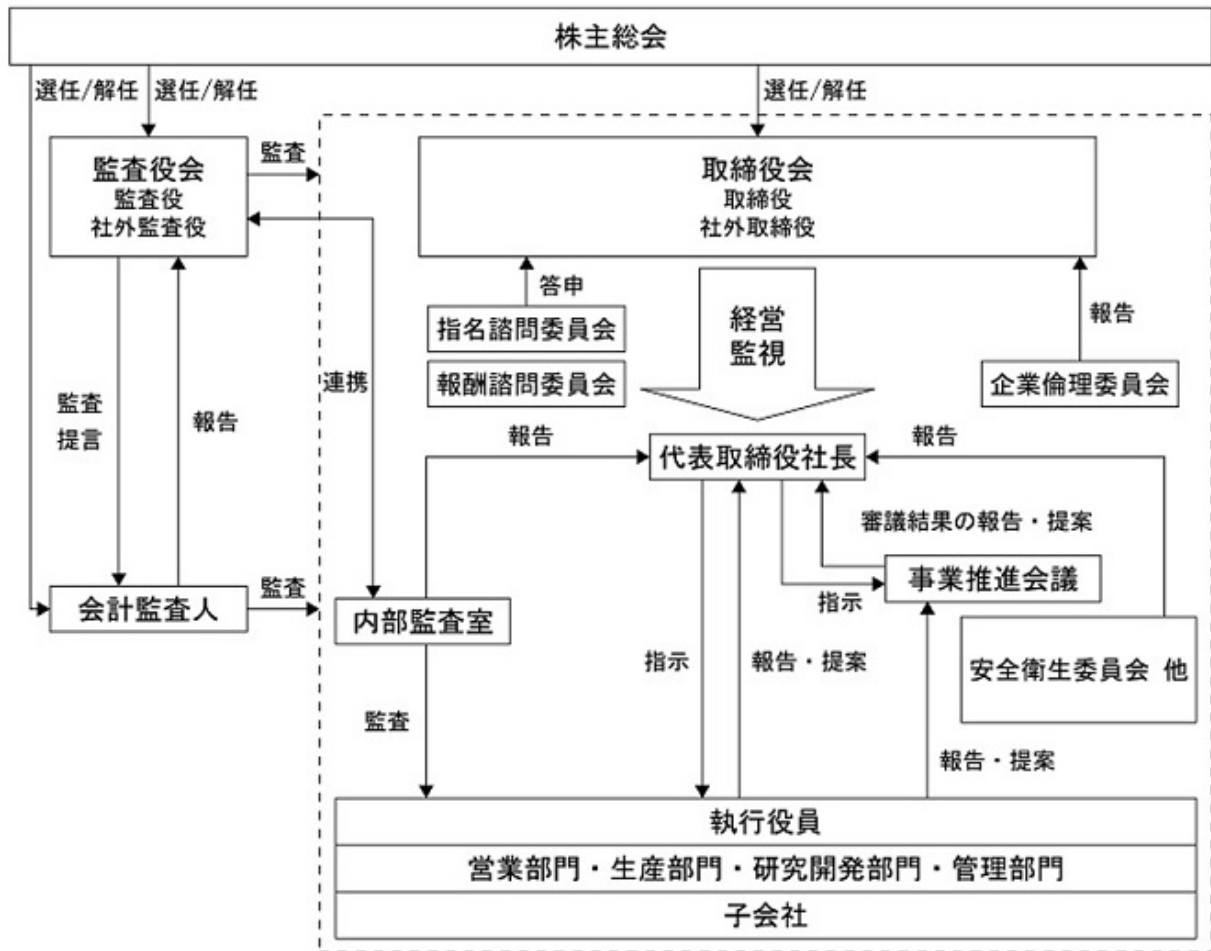 株主総会
選任/解任
選任/解任
選任/解任
監査役会
監査役
社外監査役
監査
取締役会
取締役
社外取締役
答申
指名諮問委員会
報酬諮問委員会
経営
監視
報告
企業倫理委員会
監査
提言
報告
連携
報告
代表取締役社長
報告
審議結果の報告・提案
事業推進会議
指示
会計監査人
監査
内部監査室
指示
報告・提案
安全衛生委員会 他
監査
報告・提案
執行役員
営業部門・生産部門・研究開発部門・管理部門
子会社